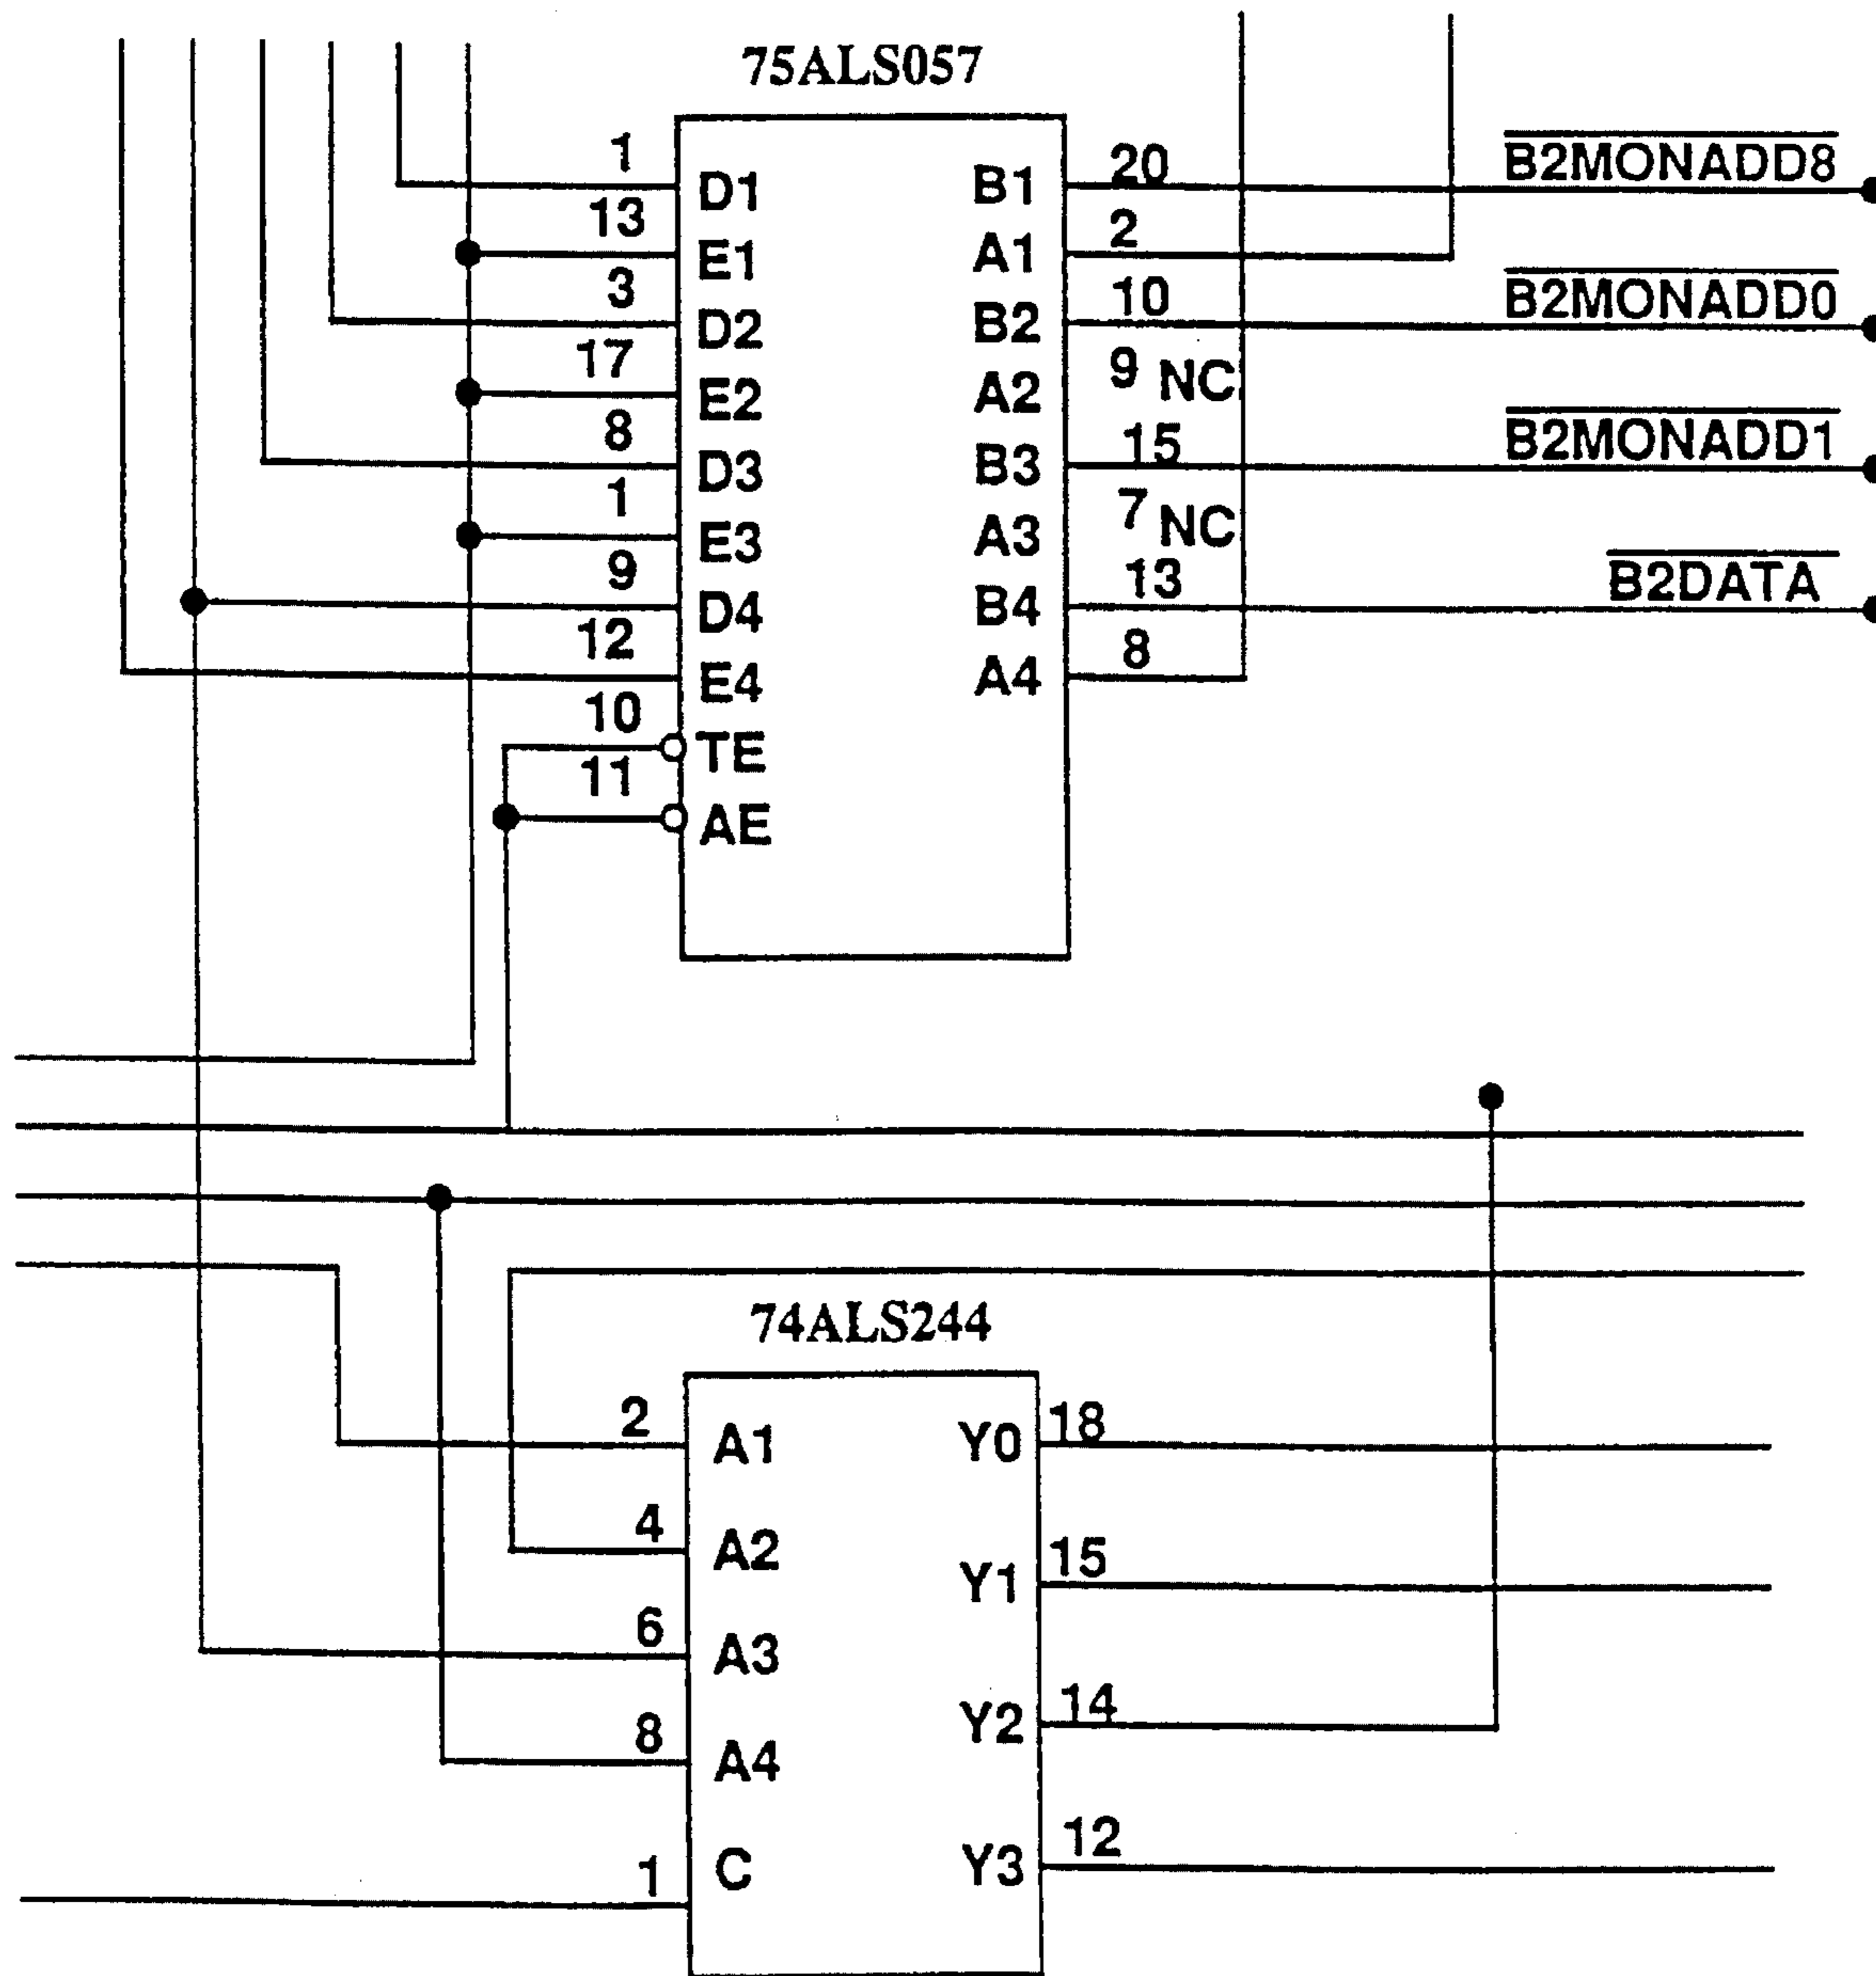 75ALS057
1 D1 B1 20 B2MONADD8
13 E1 A1 2
3 D2 B2 10 B2MONADD0
17 E2 A2 9 NC
8 D3 B3 15 B2MONADD1
1 E3 A3 7 NC
9 D4 B4 13 B2DATA
12 E4 A4 8
10 TE
11 AE
74ALS244
2 A1 Y0 18
4 A2 Y1 15
6 A3 Y2 14
8 A4 Y3 12
1 C